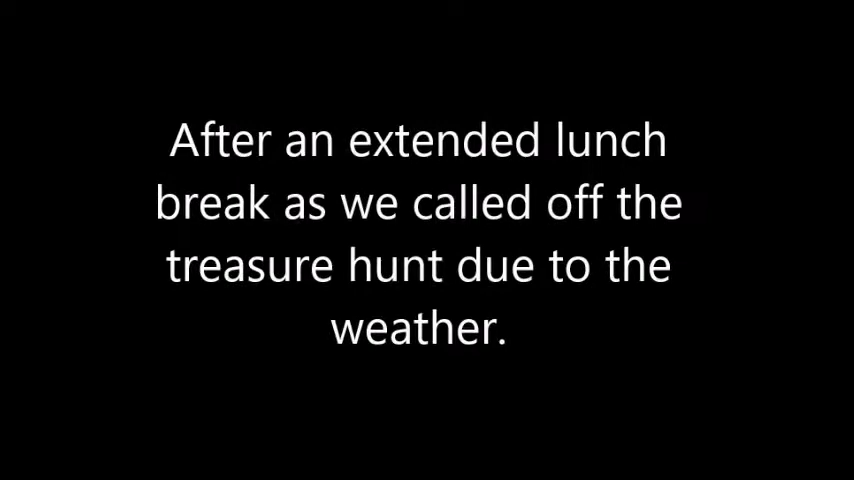 After an extended lunch
break as we called off the
treasure hunt due to the
weather.